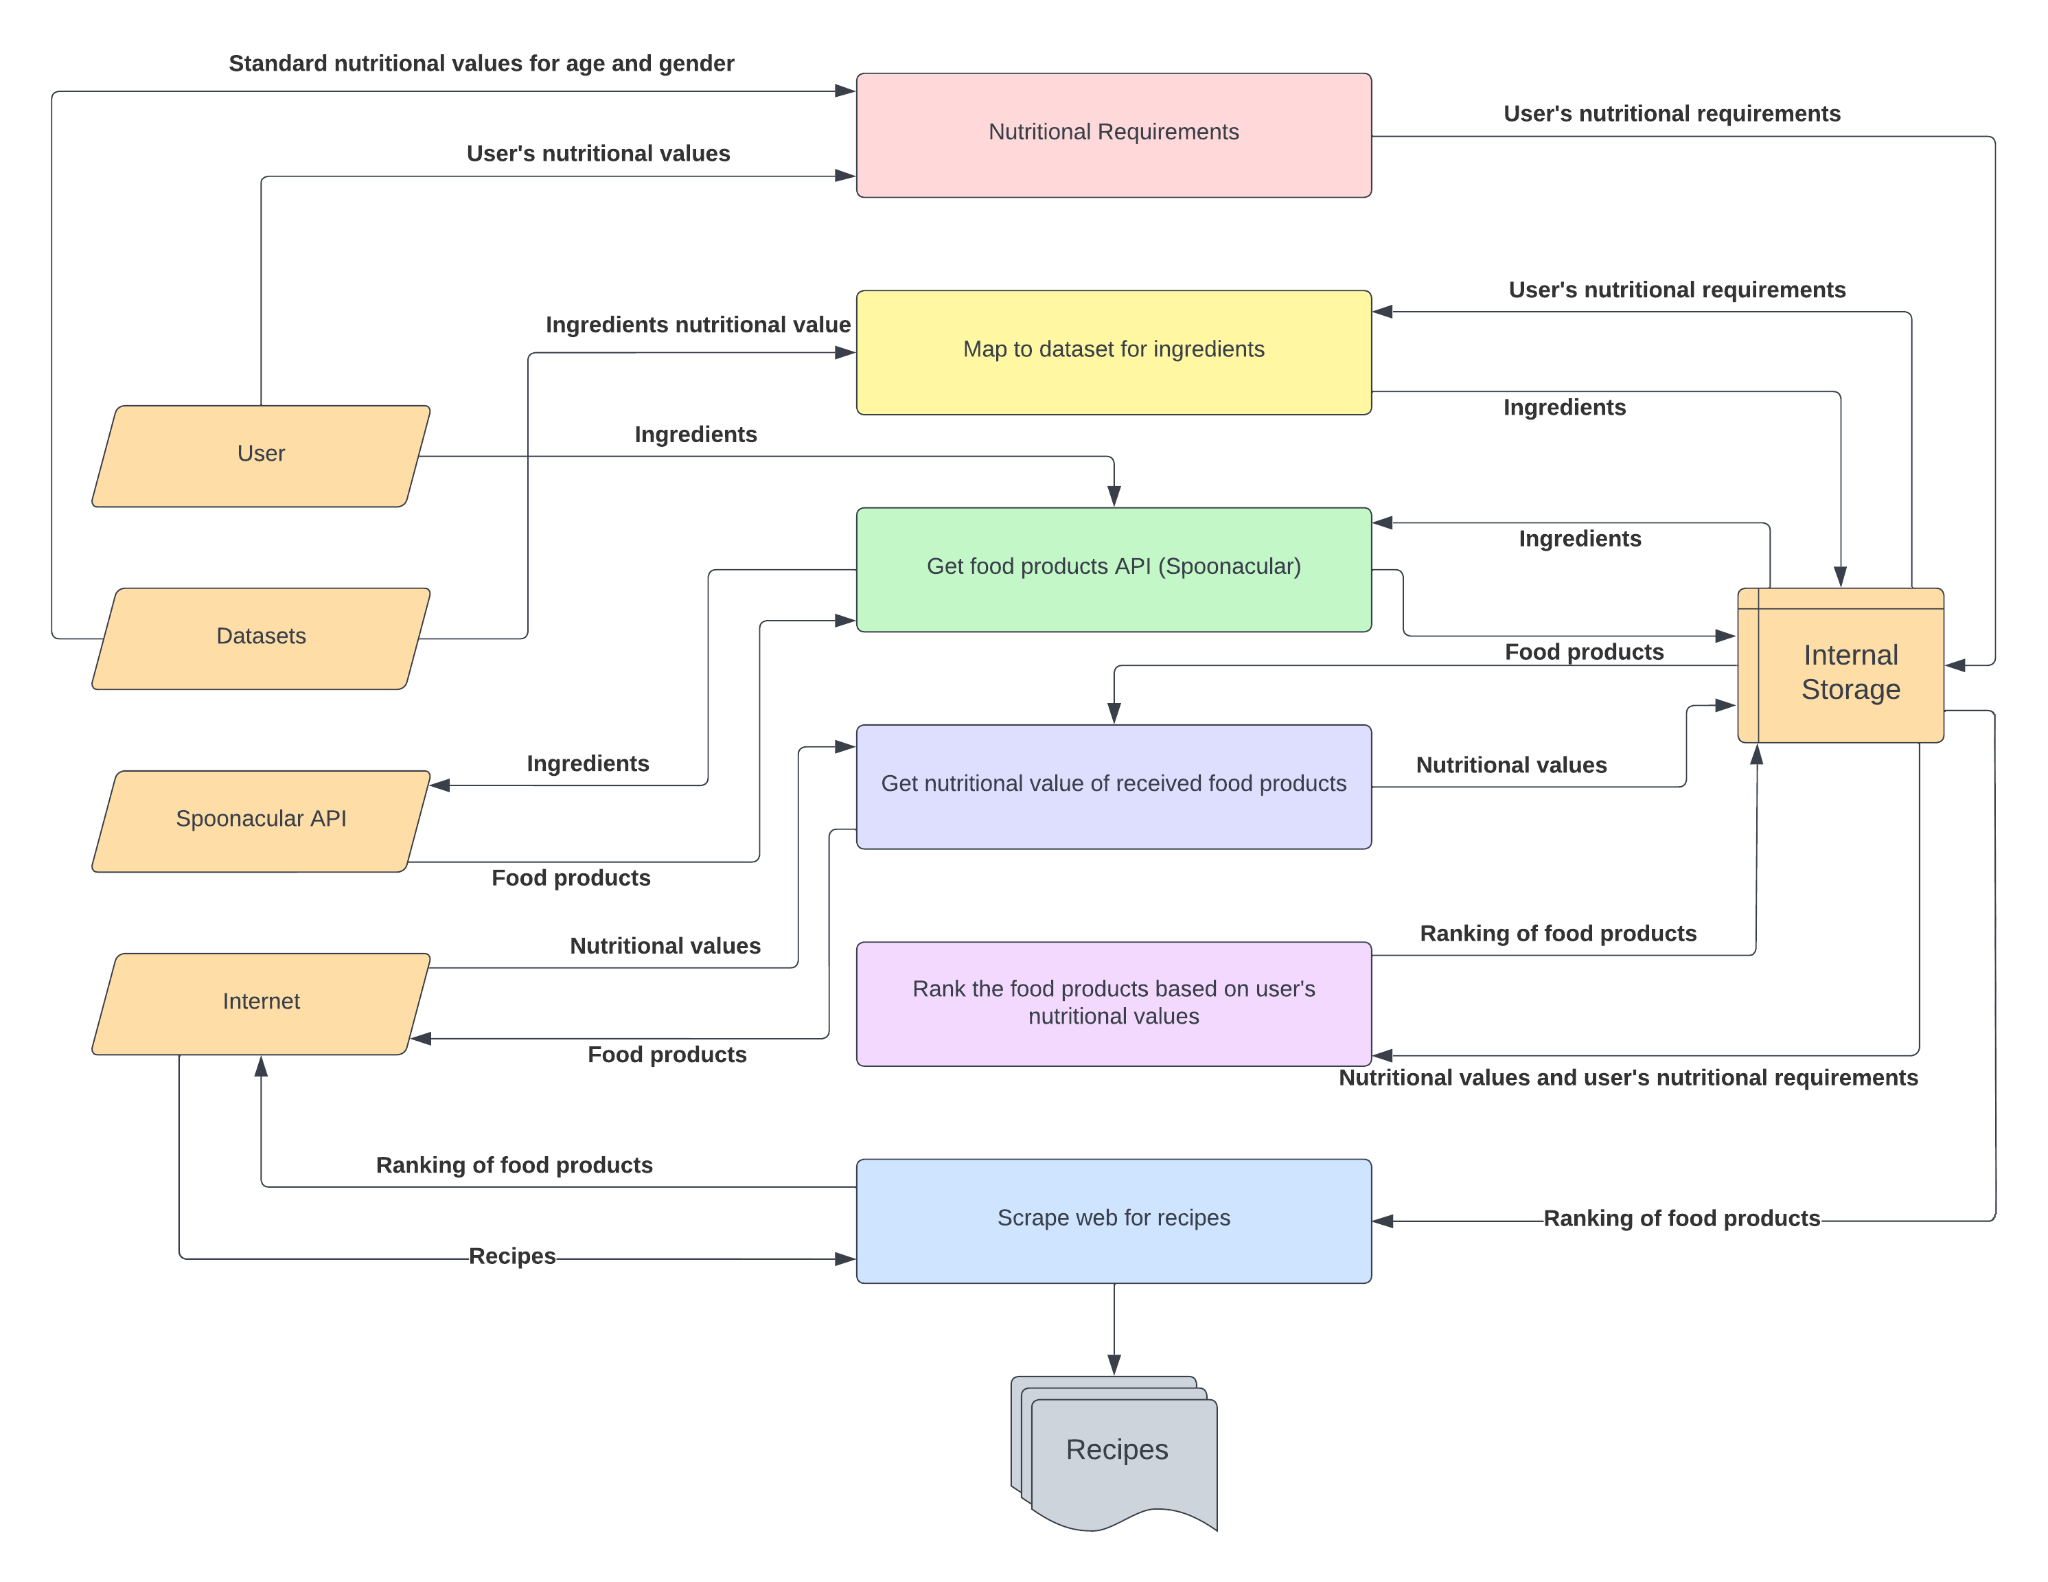 Standard nutritional values for age and gender
Nutritional Requirements
User's nutritional requirements
User's nutritional values
User's nutritional requirements
Ingredients nutritional value
Map to dataset for ingredients
Ingredients
User
Ingredients
Get food products API (Spoonacular)
Ingredients
Datasets
Food products
Internal
Storage
Ingredients
Spoonacular API
Get nutritional value of received food products
Nutritional values
Food products
Nutritional values
Ranking of food products
Internet
Rank the food products based on user's
nutritional values
Food products
Nutritional values and user's nutritional requirements
Ranking of food products
Scrape web for recipes
Ranking of food products
Recipes
Recipes